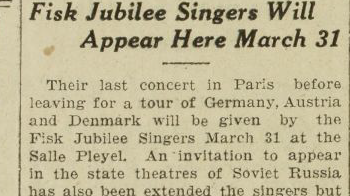 Fisk Jubilee Singers Will
Appear Here March 31
Their last concert in Paris before
leaving for a tour of Germany, Austria
and Denmark will be given by the
Fisk Jubilee Singers March 31 at the
Salle Pleyel. An invitation to appear
in the state theatres of Soviet Russia
has also been extended the singers but